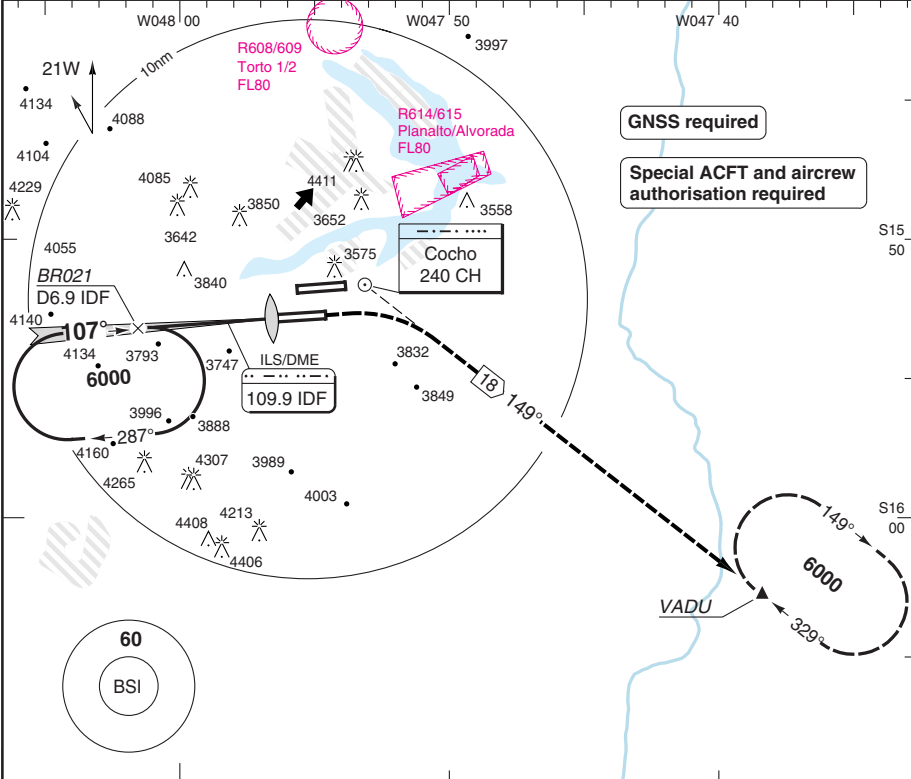 W048 00
W047 50
W047 40
R608/609
Torto 1/2
FL80
3997
10nm
21W
4134
4088
R614/615
Planalto/Alvorada
FL80
GNSS required
4104
4229
4085
4411
Special ACFT and aircrew
authorisation required
3850
3652
3558
3642
S15
50
4055
3575
Cocho
240 CH
3840
BR021
D6.9 IDF
4140
107°
4134
3793
3747
ILS/DME
109.9 IDF
3832
6000
18
149°
3849
3996
3888
287°
4160
4265
4307
3989
4003
4408
4213
4406
S16
00
149°
6000
VADU
329°
60
BSI